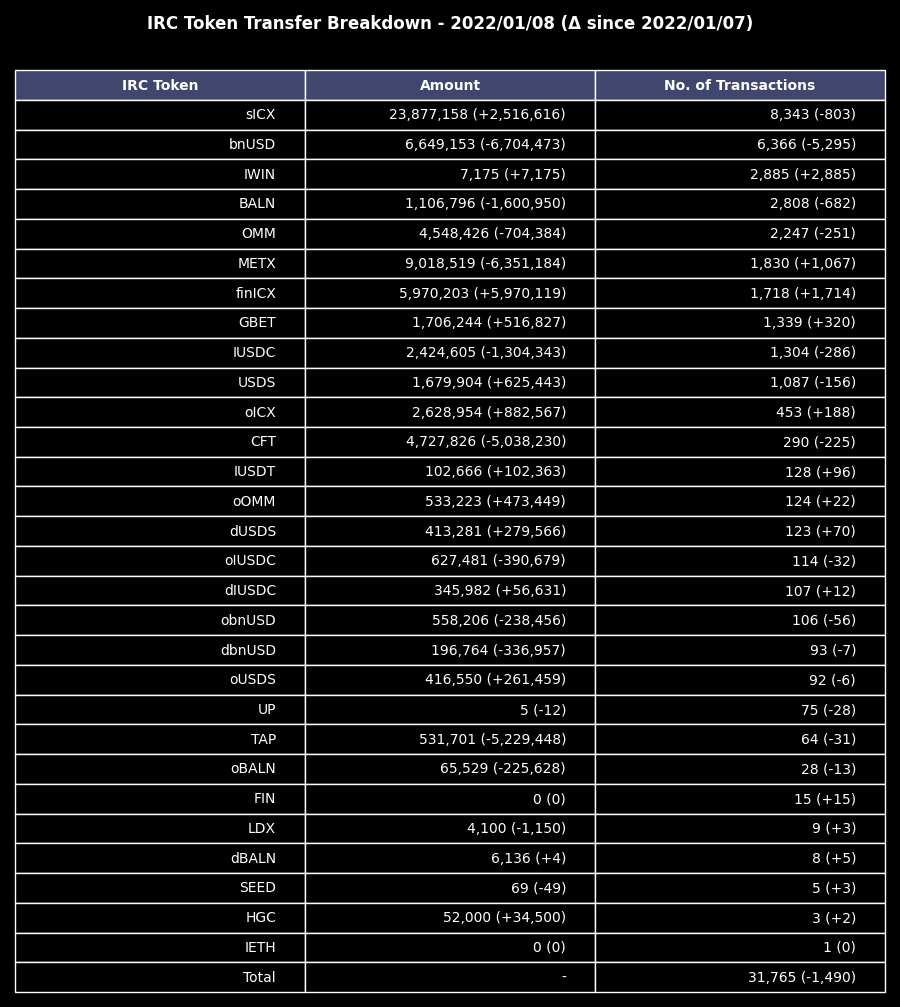 IRC Token Transfer Breakdown - 2022/01/08 (Δ since 2022/01/07)
IRC Token Amount No. of Transactions
sICX 23,877,158 (+2,516,616) 8,343 (-803)
bnUSD 6,649,153 (-6,704,473) 6,366 (-5,295)
IWIN 7,175 (+7,175) 2,885 (+2,885)
BALN 1,106,796 (-1,600,950) 2,808 (-682)
OMM 4,548,426 (-704,384) 2,247 (-251)
METX 9,018,519 (-6,351,184) 1,830 (+1,067)
finICX 5,970,203 (+5,970,119) 1,718 (+1,714)
GBET 1,706,244 (+516,827) 1,339 (+320)
IUSDC 2,424,605 (-1,304,343) 1,304 (-286)
USDS 1,679,904 (+625,443) 1,087 (-156)
oICX 2,628,954 (+882,567) 453 (+188)
CFT 4,727,826 (-5,038,230) 290 (-225)
IUSDT 102,666 (+102,363) 128 (+96)
oOMM 533,223 (+473,449) 124 (+22)
dUSDS 413,281 (+279,566) 123 (+70)
oIUSDC 627,481 (-390,679) 114 (-32)
dIUSDC 345,982 (+56,631) 107 (+12)
obnUSD 558,206 (-238,456) 106 (-56)
dbnUSD 196,764 (-336,957) 93 (-7)
oUSDS 416,550 (+261,459) 92 (-6)
UP 5 (-12) 75 (-28)
TAP 531,701 (-5,229,448) 64 (-31)
oBALN 65,529 (-225,628) 28 (-13)
FIN 0 (0) 15 (+15)
LDX 4,100 (-1,150) 9 (+3)
dBALN 6,136 (+4) 8 (+5)
SEED 69 (-49) 5 (+3)
HGC 52,000 (+34,500) 3 (+2)
IETH 0 (0) 1 (0)
Total - 31,765 (-1,490)